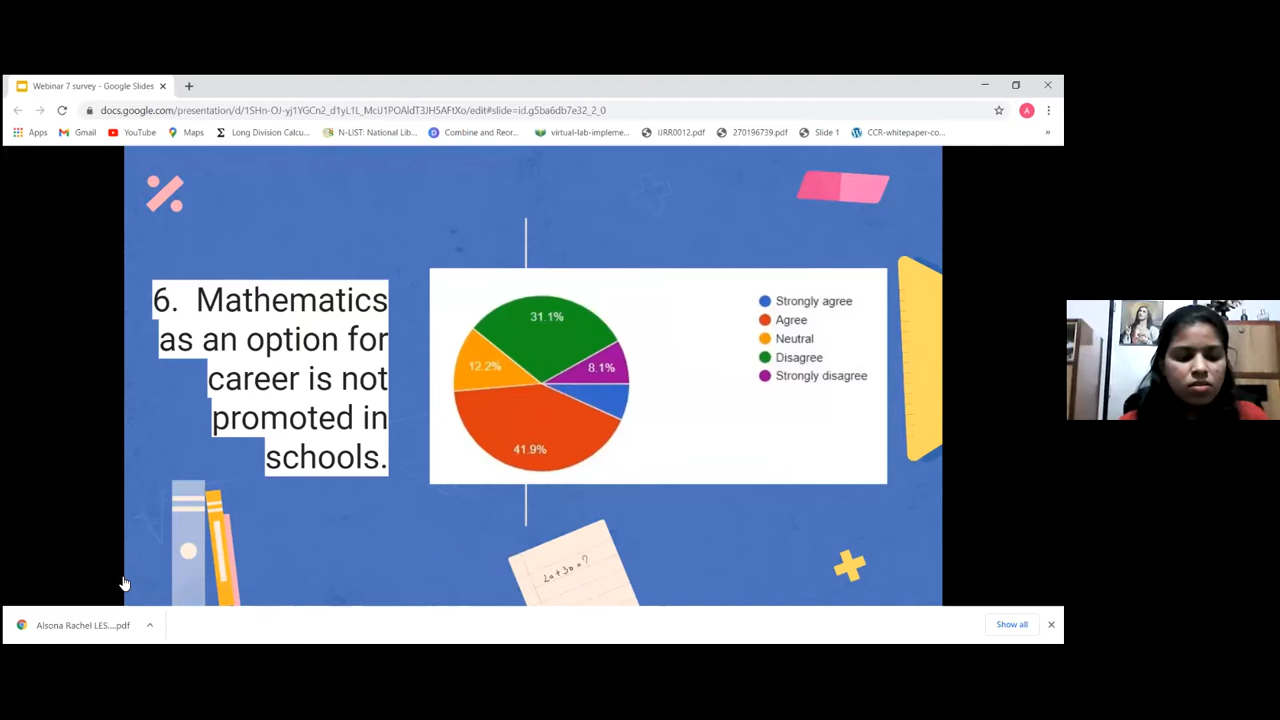 Webinar 7 survey - Google Slides
docs.google.com/presentation/d/1SHn-OJ-yj1YGCn2_d1yL1L_MciJ1POAldT3JH5AFtXo/edit#slide=id.g5ba6db7e32_2_0
A
Apps Gmail YouTube Maps Long Division Calcu... N-LIST: National Lib... Combine and Reor... virtual-lab-impleme... IJRR0012.pdf 270196739.pdf Slide 1 CCR-whitepaper-co...
6. Mathematics
as an option for
career is not
promoted in
schools.
31.1%
8.1%
12.2%
41.9%
Strongly agree
Agree
Neutral
Disagree
Strongly disagree
2a+3b=?
Alsona Rachel LES....pdf
Show all